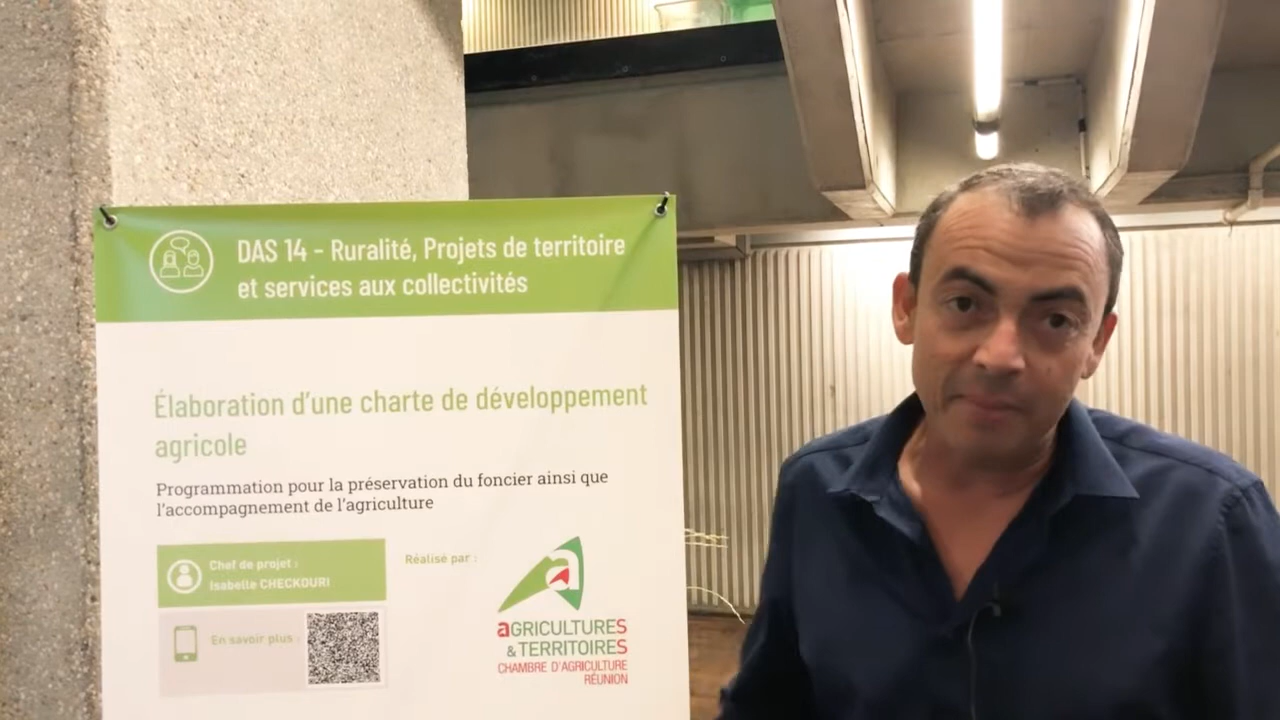 DAS 14 - Ruralité, Projets de territoire
et services aux collectivités
Élaboration d'une charte de développement
agricole
Programmation pour la préservation du foncier ainsi que
l'accompagnement de l'agriculture
Chef de projet :
Isabelle CHECKOURI
En savoir plus :
Réalisé par :
aGRICULTURES
& TERRITOIRES
CHAMBRE D'AGRICULTURE
RÉUNION